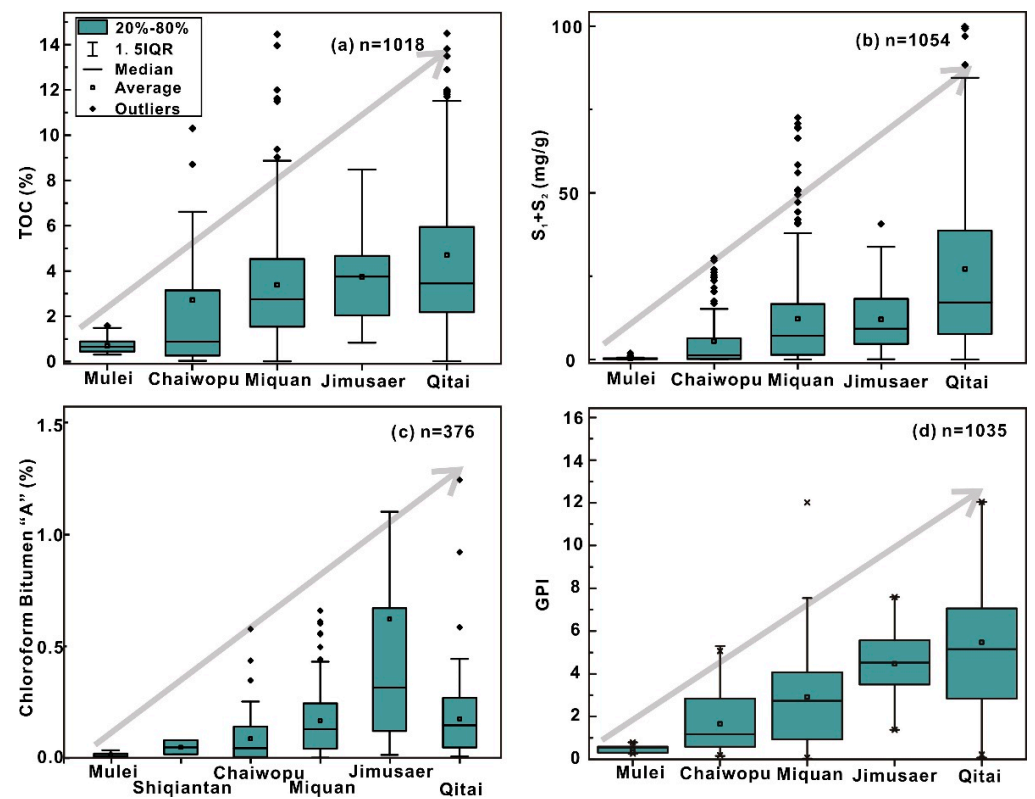 20%-80%
1. 5IQR
Median
Average
Outliers
(a) n=1018
TOC (%)
14
12
10
8
6
4
2
0
Mulei Chaiwopu Miquan Jimusaer Qitai
(b) n=1054
S₁+S₂ (mg/g)
100
50
0
Mulei Chaiwopu Miquan Jimusaer Qitai
(c) n=376
Chloroform Bitumen “A” (%)
1.5
1.0
0.5
0.0
Mulei Chaiwopu Jimusaer
Shiqiantan Miquan Qitai
(d) n=1035
GPI
16
14
12
10
8
6
4
2
0
Mulei Chaiwopu Miquan Jimusaer Qitai